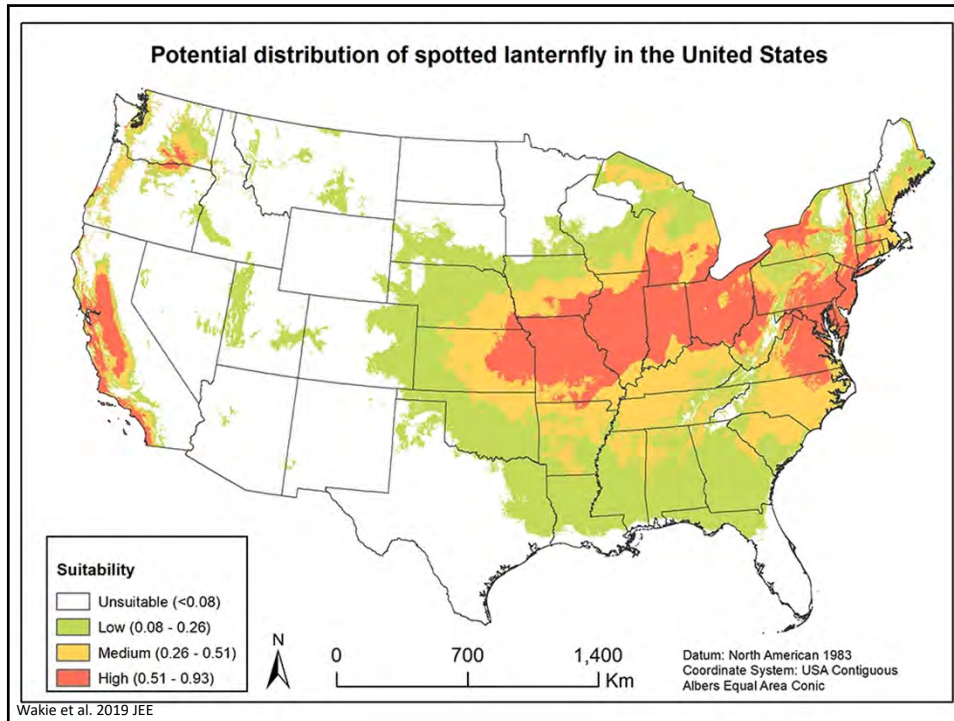 Potential distribution of spotted lanternfly in the United States
Suitability
Unsuitable (<0.08)
Low (0.08 - 0.26)
Medium (0.26 - 0.51)
High (0.51 - 0.93)
N
0 700 1,400
Km
Datum: North American 1983
Coordinate System: USA Contiguous
Albers Equal Area Conic
Wakie et al. 2019 JEE